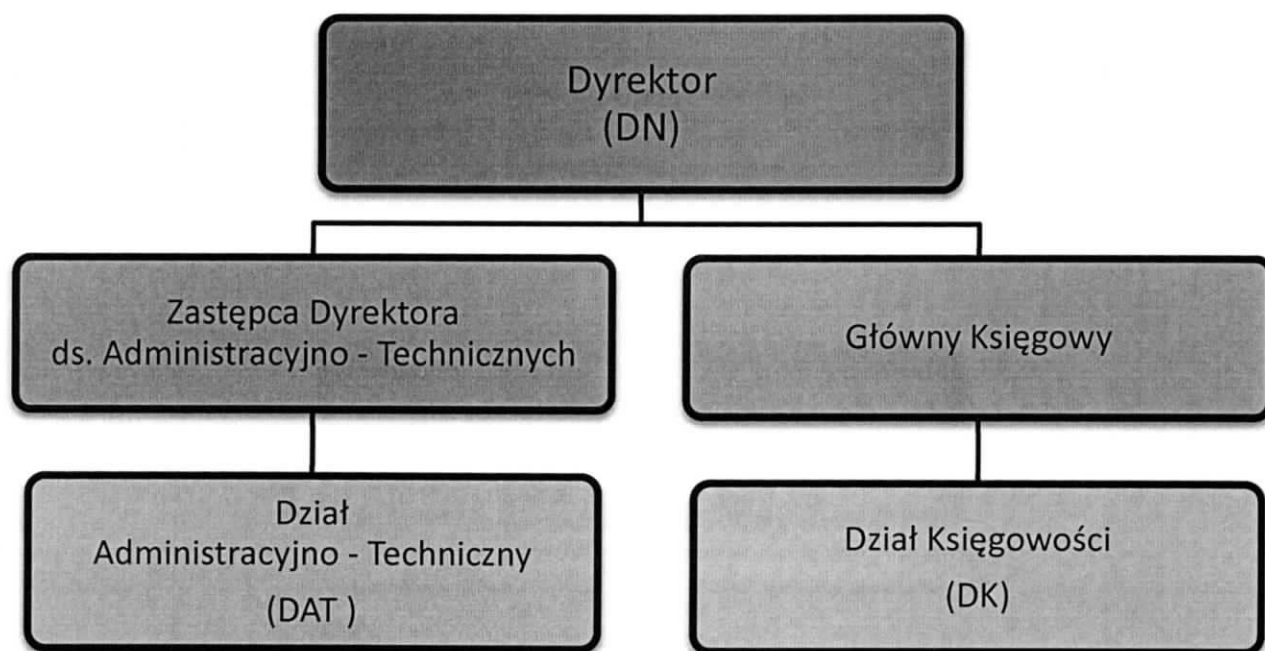 Dyrektor
(DN)
Zastępca Dyrektora
ds. Administracyjno - Technicznych
Główny Księgowy
Dział
Administracyjno - Techniczny
(DAT )
Dział Księgowości
(DK)